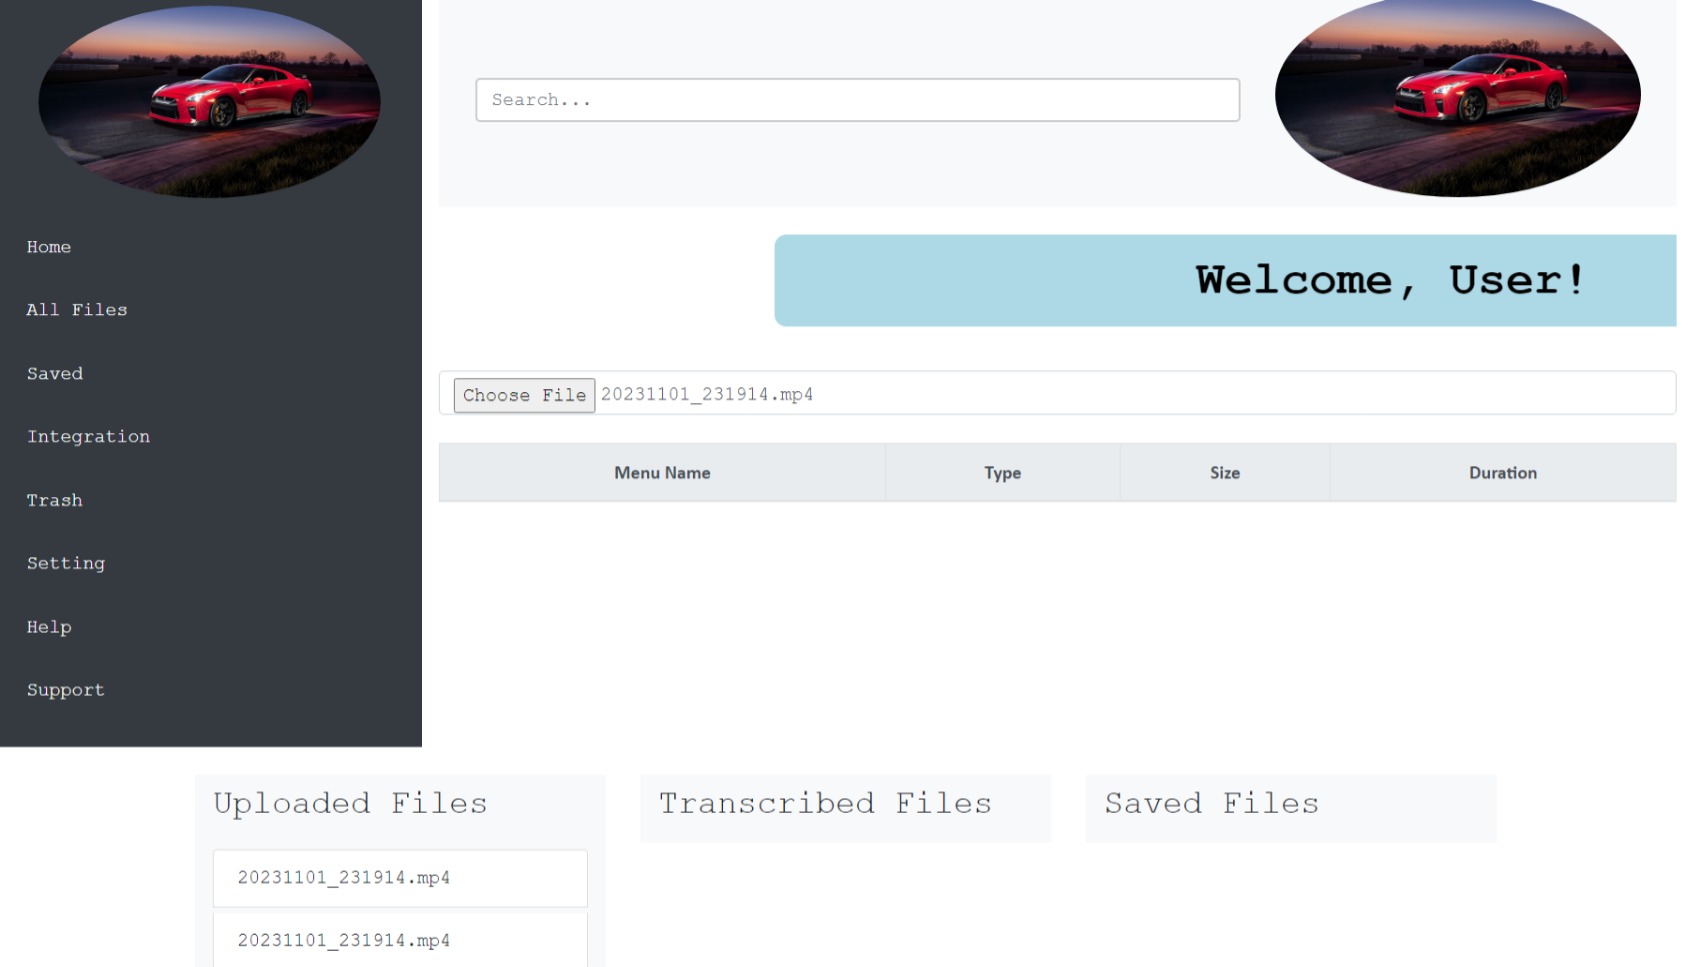 Home
All Files
Saved
Integration
Trash
Setting
Help
Support
Search...
Welcome, User!
Choose File 20231101_231914.mp4
Menu Name Type Size Duration
Uploaded Files
20231101_231914.mp4
20231101_231914.mp4
Transcribed Files
Saved Files